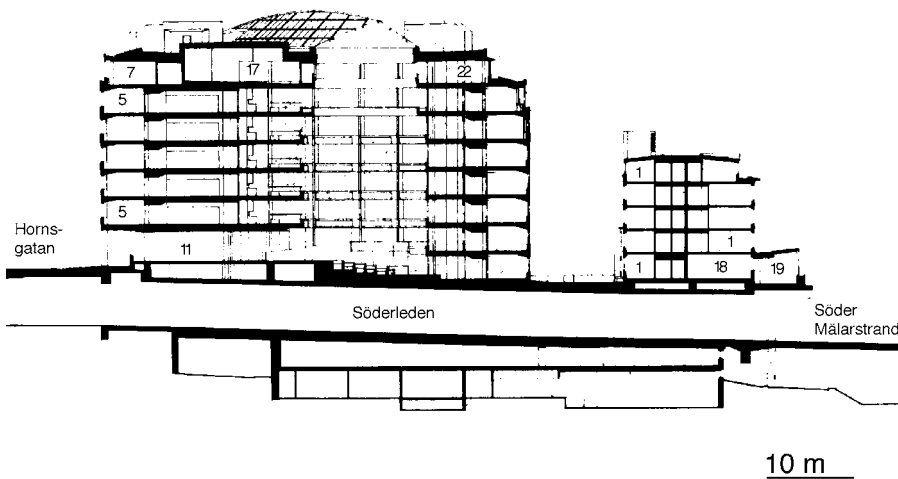 7
17
22
5
1
5
Horns-
gatan
11
1
1
18
19
Söderleden
Söder
Mälarstrand
10 m